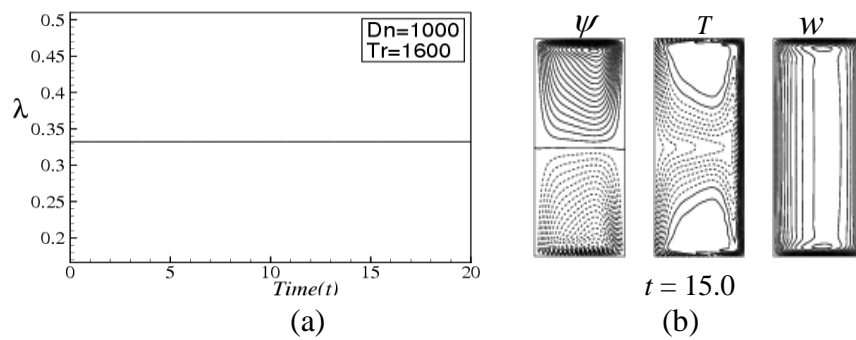 Dn=1000
Tr=1600
0.5
0.45
0.4
0.35
0.3
0.25
0.2
λ
0 5 10 15 20
Time(t)
(a)
ψ T w
t = 15.0
(b)